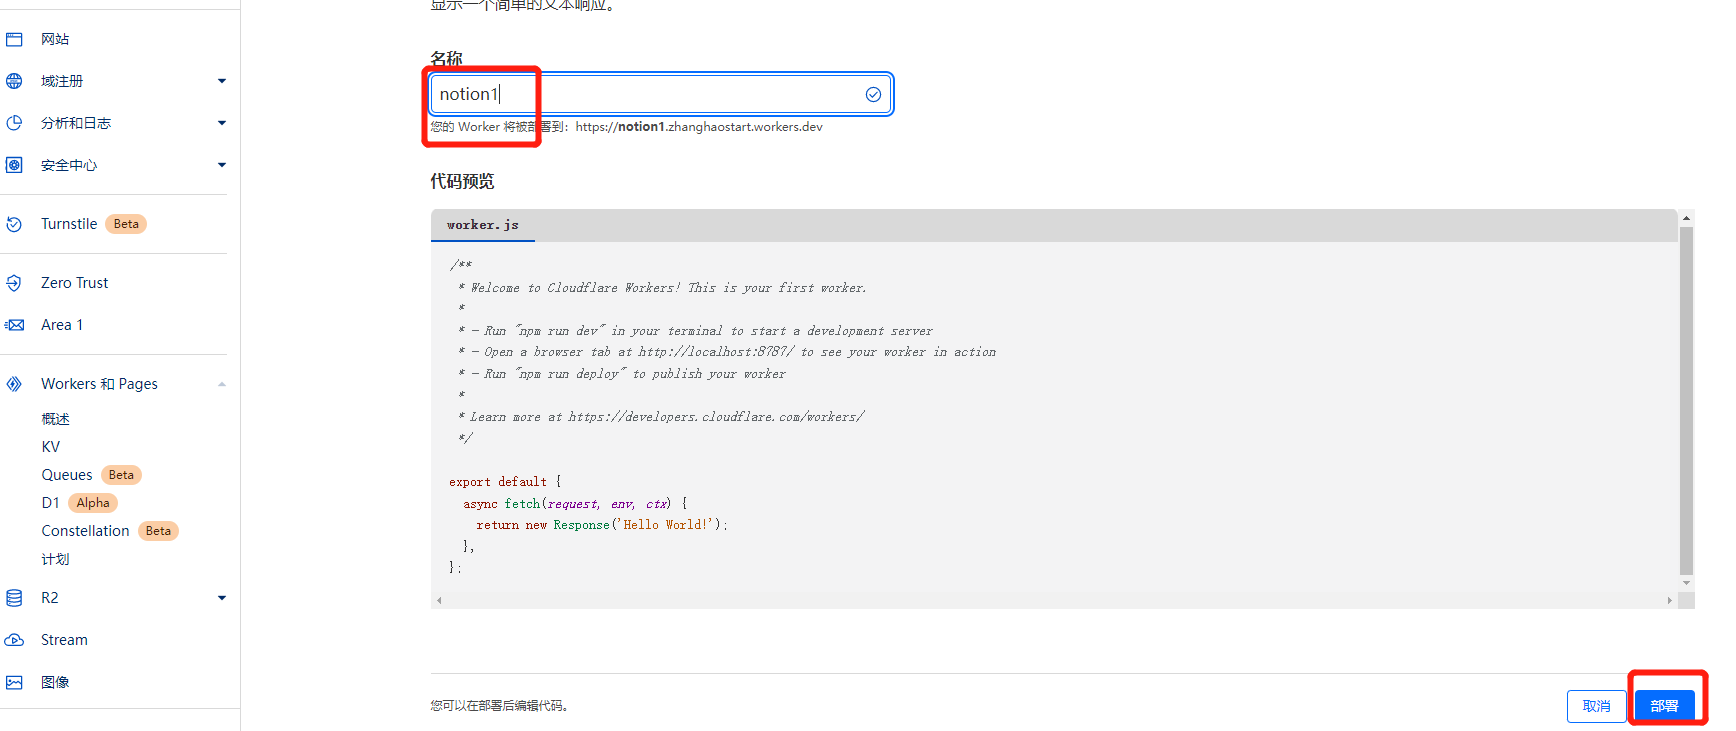 显示一个简单的文本响应。
网站
域注册
分析和日志
安全中心
Turnstile Beta
Zero Trust
Area 1
Workers 和 Pages
概述
KV
Queues Beta
D1 Alpha
Constellation Beta
计划
R2
Stream
图像
名称
notion1
您的 Worker 将被部署到：https://notion1.zhanghaostart.workers.dev
代码预览
worker.js
/**
* Welcome to Cloudflare Workers! This is your first worker.
*
* - Run "npm run dev" in your terminal to start a development server
* - Open a browser tab at http://localhost:8787/ to see your worker in action
* - Run "npm run deploy" to publish your worker
*
* Learn more at https://developers.cloudflare.com/workers/
*/
export default {
async fetch(request, env, ctx) {
return new Response('Hello World!');
},
};
您可以在部署后编辑代码。
取消
部署